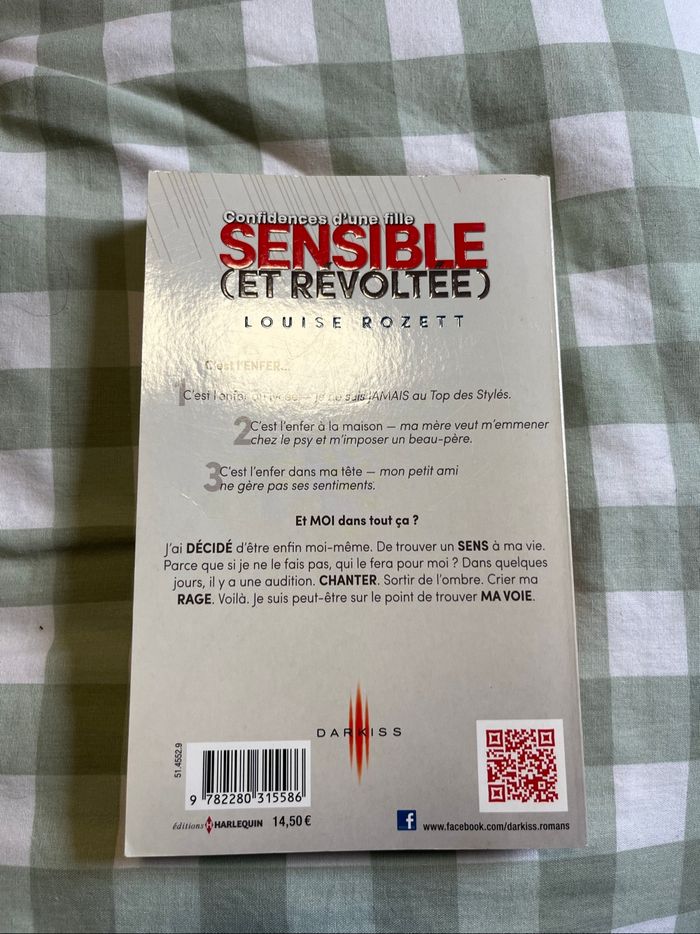 Confidences d'une fille
SENSIBLE
(ET RÉVOLTÉE)
LOUISE ROZETT
C'est l'ENFER...
1 C'est l'enfer au lycée — je ne suis JAMAIS au Top des Stylés.
2 C'est l'enfer à la maison — ma mère veut m'emmener
chez le psy et m'imposer un beau-père.
3 C'est l'enfer dans ma tête — mon petit ami
ne gère pas ses sentiments.
Et MOI dans tout ça ?
J'ai DÉCIDÉ d'être enfin moi-même. De trouver un SENS à ma vie.
Parce que si je ne le fais pas, qui le fera pour moi ? Dans quelques
jours, il y a une audition. CHANTER. Sortir de l'ombre. Crier ma
RAGE. Voilà. Je suis peut-être sur le point de trouver MA VOIE.
DARKISS
51.4552.9
9 782280 315586
éditions HARLEQUIN 14,50 €
www.facebook.com/darkiss.romans